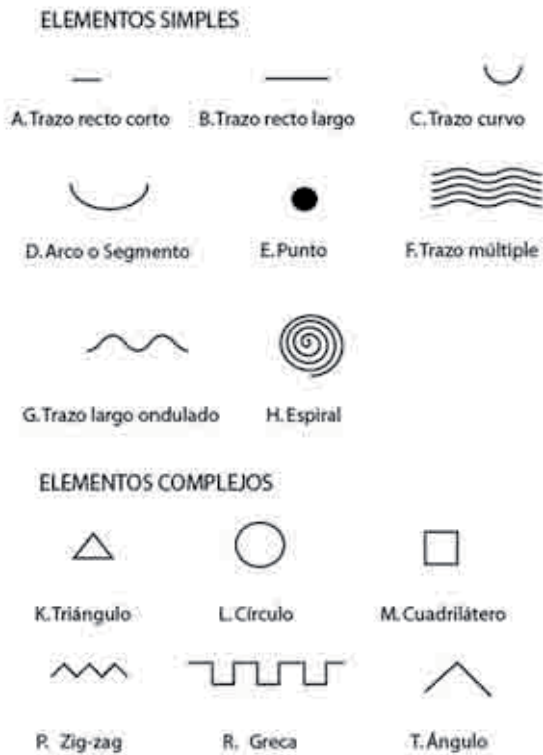 ELEMENTOS SIMPLES
A. Trazo recto corto B. Trazo recto largo C. Trazo curvo
D. Arco o Segmento E. Punto F. Trazo múltiple
G. Trazo largo ondulado H. Espiral
ELEMENTOS COMPLEJOS
K. Triángulo L. Círculo M. Cuadrilátero
P. Zig-zag R. Greca T. Ángulo